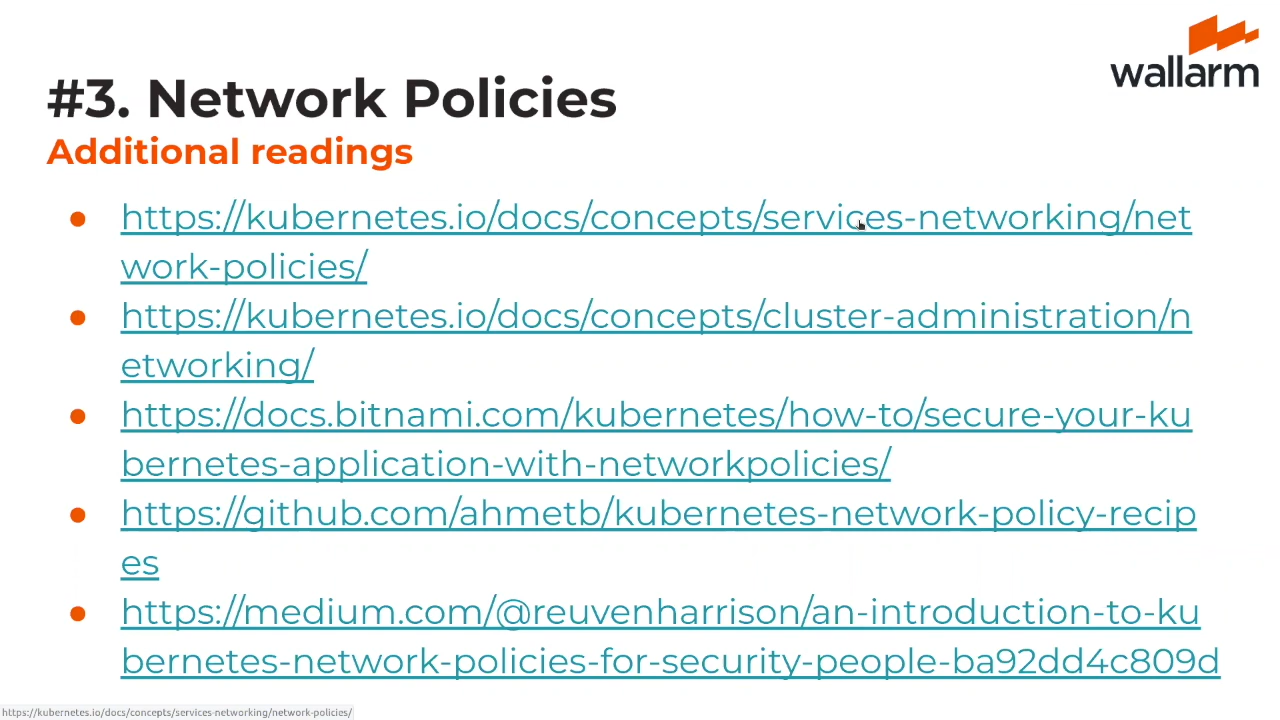 wallarm
#3. Network Policies
Additional readings
● https://kubernetes.io/docs/concepts/services-networking/net
work-policies/
● https://kubernetes.io/docs/concepts/cluster-administration/n
etworking/
● https://docs.bitnami.com/kubernetes/how-to/secure-your-ku
bernetes-application-with-networkpolicies/
● https://github.com/ahmetb/kubernetes-network-policy-recip
es
● https://medium.com/@reuvenharrison/an-introduction-to-ku
bernetes-network-policies-for-security-people-ba92dd4c809d
https://kubernetes.io/docs/concepts/services-networking/network-policies/